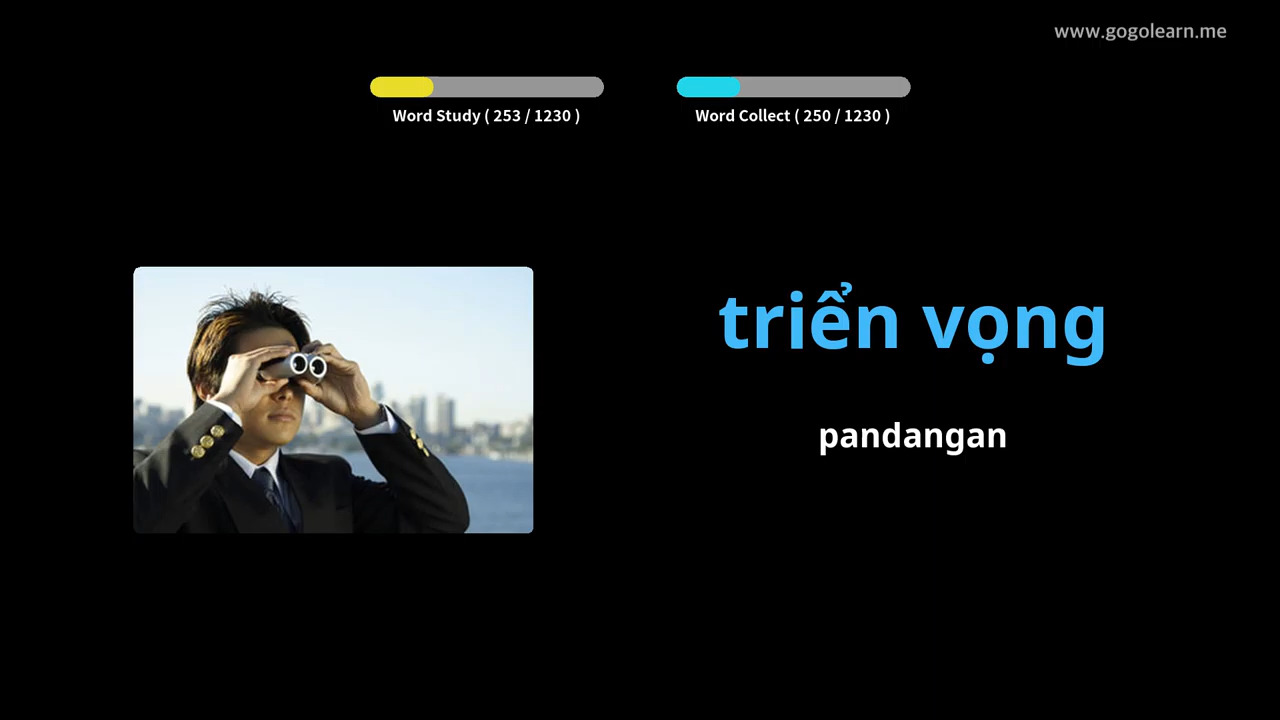 www.gogolearn.me
Word Study ( 253 / 1230 )
Word Collect ( 250 / 1230 )
triển vọng
pandangan